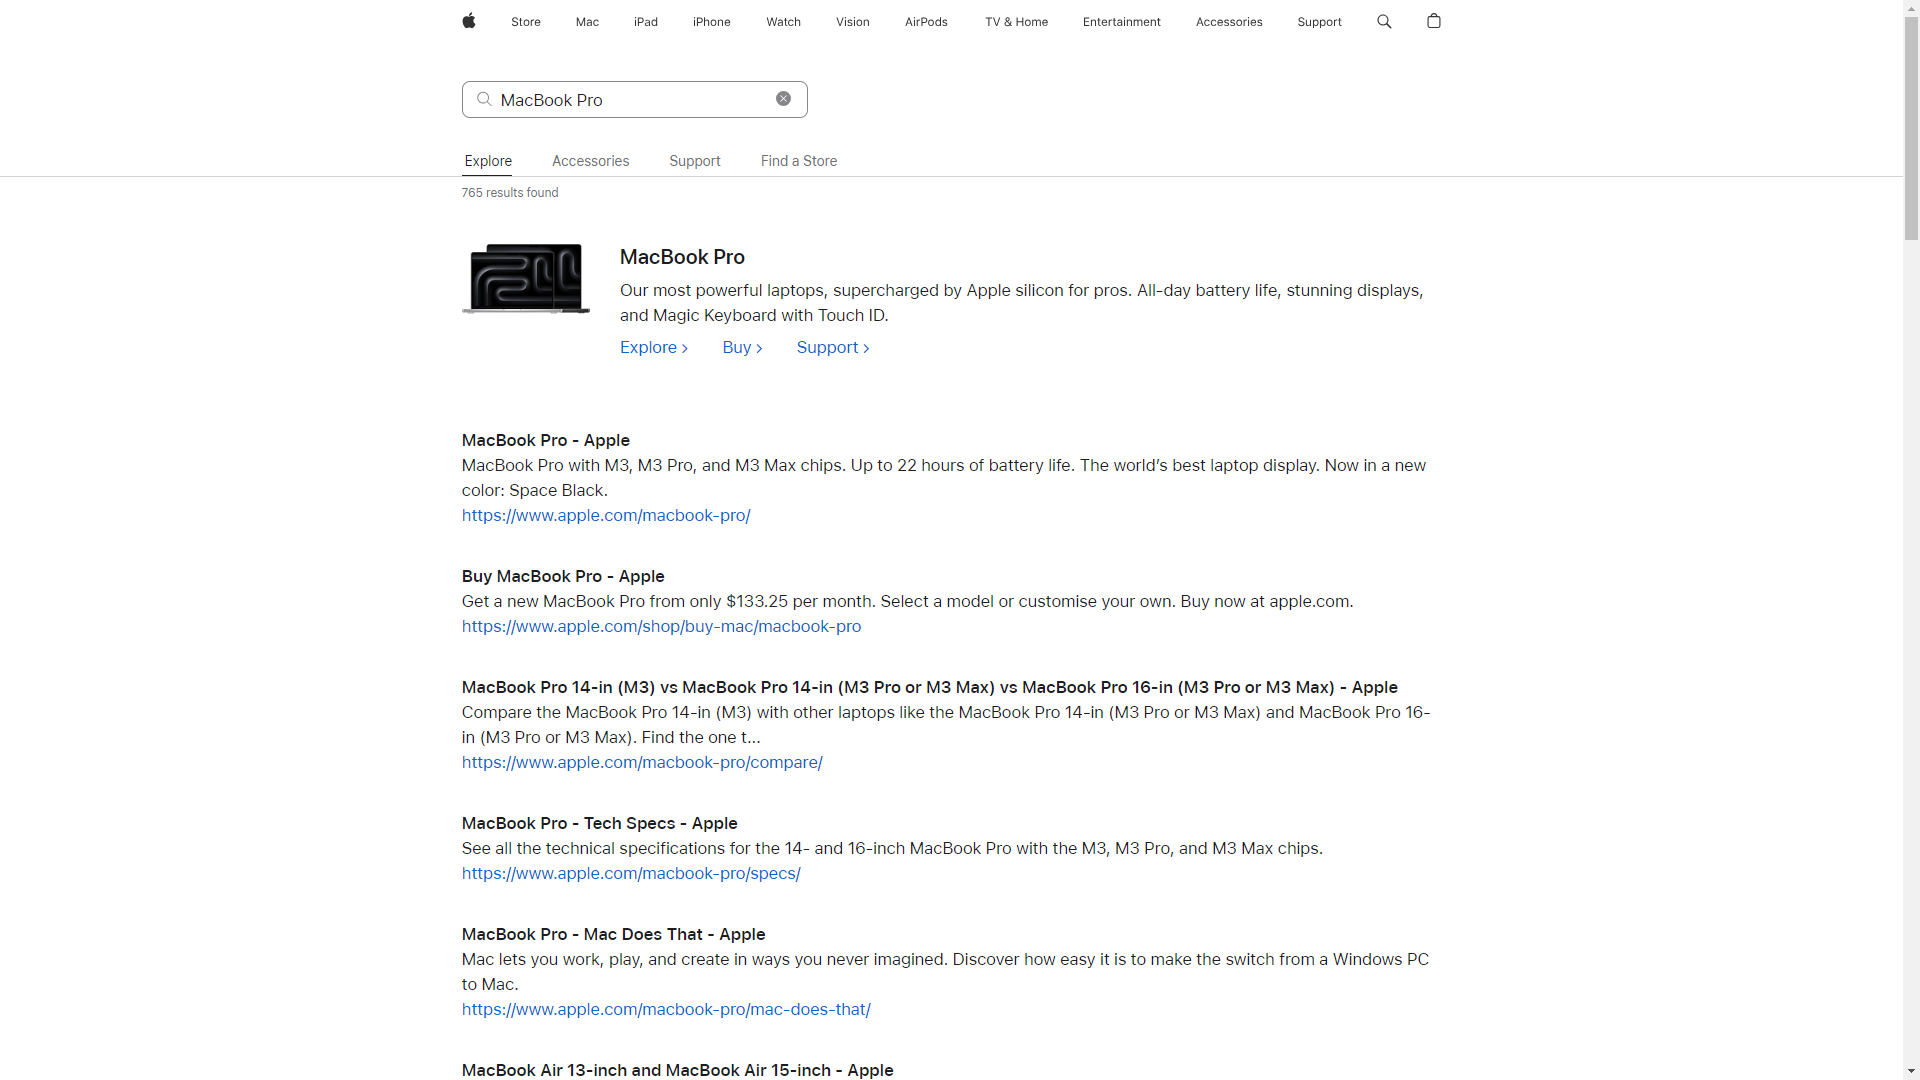 Store Mac iPad iPhone Watch Vision AirPods TV & Home Entertainment Accessories Support
MacBook Pro
Explore Accessories Support Find a Store
765 results found
MacBook Pro
Our most powerful laptops, supercharged by Apple silicon for pros. All-day battery life, stunning displays,
and Magic Keyboard with Touch ID.
Explore Buy Support
MacBook Pro - Apple
MacBook Pro with M3, M3 Pro, and M3 Max chips. Up to 22 hours of battery life. The world’s best laptop display. Now in a new
color: Space Black.
https://www.apple.com/macbook-pro/
Buy MacBook Pro - Apple
Get a new MacBook Pro from only $133.25 per month. Select a model or customise your own. Buy now at apple.com.
https://www.apple.com/shop/buy-mac/macbook-pro
MacBook Pro 14-in (M3) vs MacBook Pro 14-in (M3 Pro or M3 Max) vs MacBook Pro 16-in (M3 Pro or M3 Max) - Apple
Compare the MacBook Pro 14-in (M3) with other laptops like the MacBook Pro 14-in (M3 Pro or M3 Max) and MacBook Pro 16-
in (M3 Pro or M3 Max). Find the one t...
https://www.apple.com/macbook-pro/compare/
MacBook Pro - Tech Specs - Apple
See all the technical specifications for the 14- and 16-inch MacBook Pro with the M3, M3 Pro, and M3 Max chips.
https://www.apple.com/macbook-pro/specs/
MacBook Pro - Mac Does That - Apple
Mac lets you work, play, and create in ways you never imagined. Discover how easy it is to make the switch from a Windows PC
to Mac.
https://www.apple.com/macbook-pro/mac-does-that/
MacBook Air 13-inch and MacBook Air 15-inch - Apple